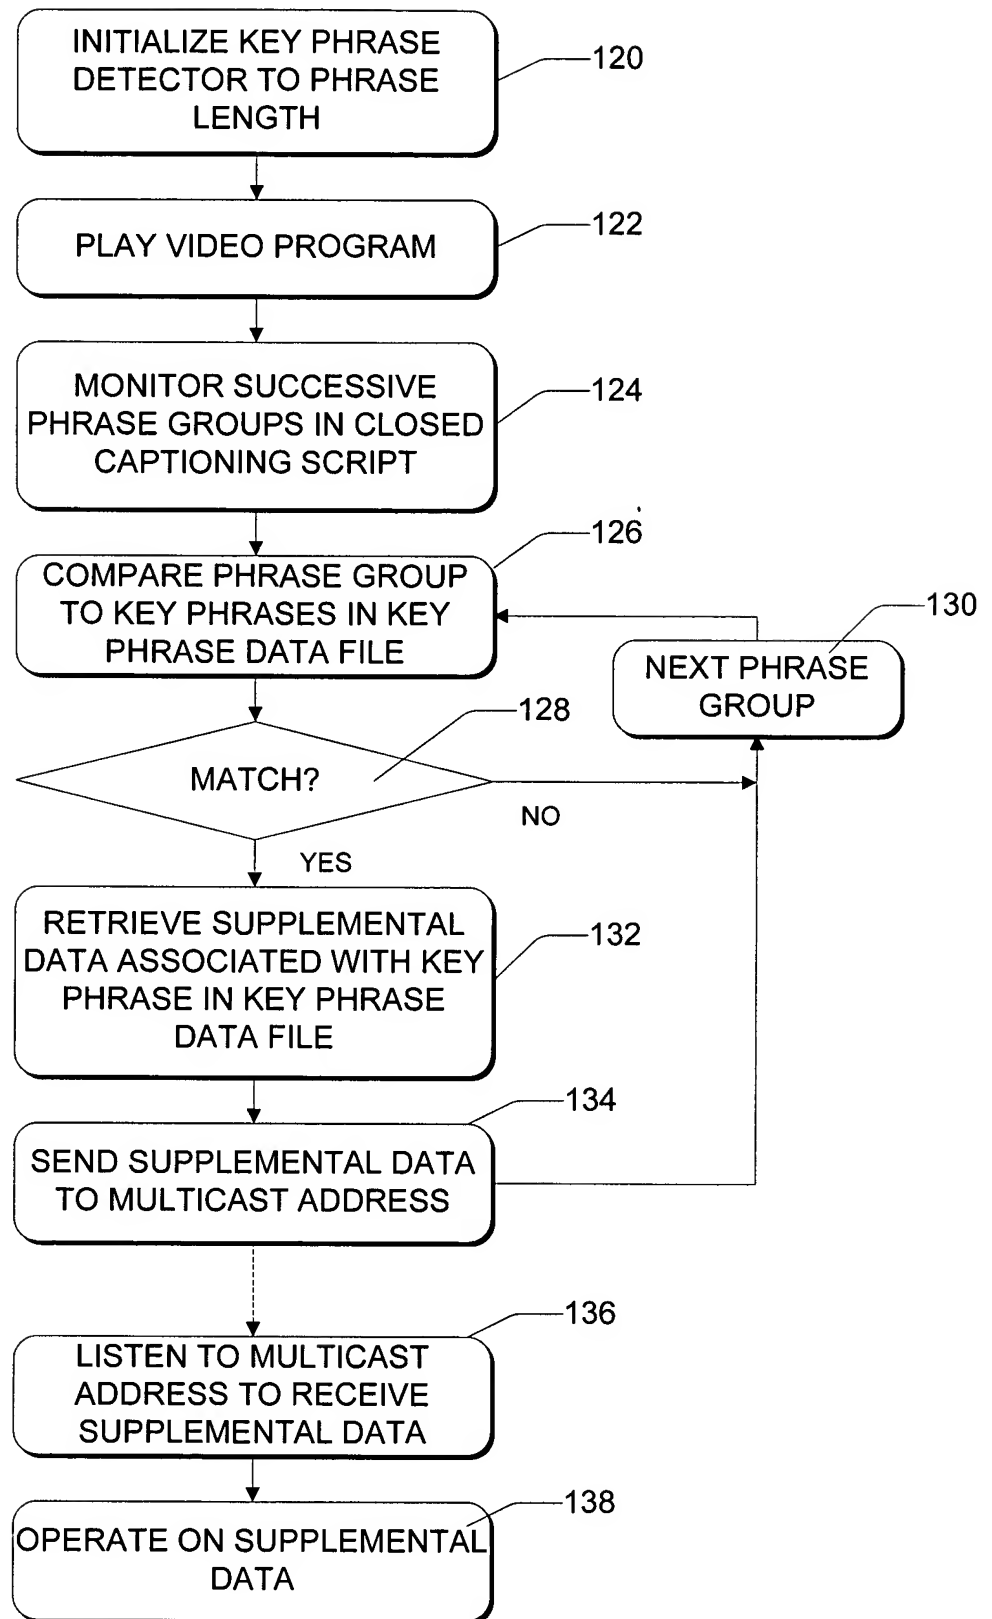 INITIALIZE KEY PHRASE
DETECTOR TO PHRASE
LENGTH
120
PLAY VIDEO PROGRAM
122
MONITOR SUCCESSIVE
PHRASE GROUPS IN CLOSED
CAPTIONING SCRIPT
124
COMPARE PHRASE GROUP
TO KEY PHRASES IN KEY
PHRASE DATA FILE
126
NEXT PHRASE
GROUP
130
MATCH?
128
NO
YES
RETRIEVE SUPPLEMENTAL
DATA ASSOCIATED WITH KEY
PHRASE IN KEY PHRASE
DATA FILE
132
SEND SUPPLEMENTAL DATA
TO MULTICAST ADDRESS
134
LISTEN TO MULTICAST
ADDRESS TO RECEIVE
SUPPLEMENTAL DATA
136
OPERATE ON SUPPLEMENTAL
DATA
138